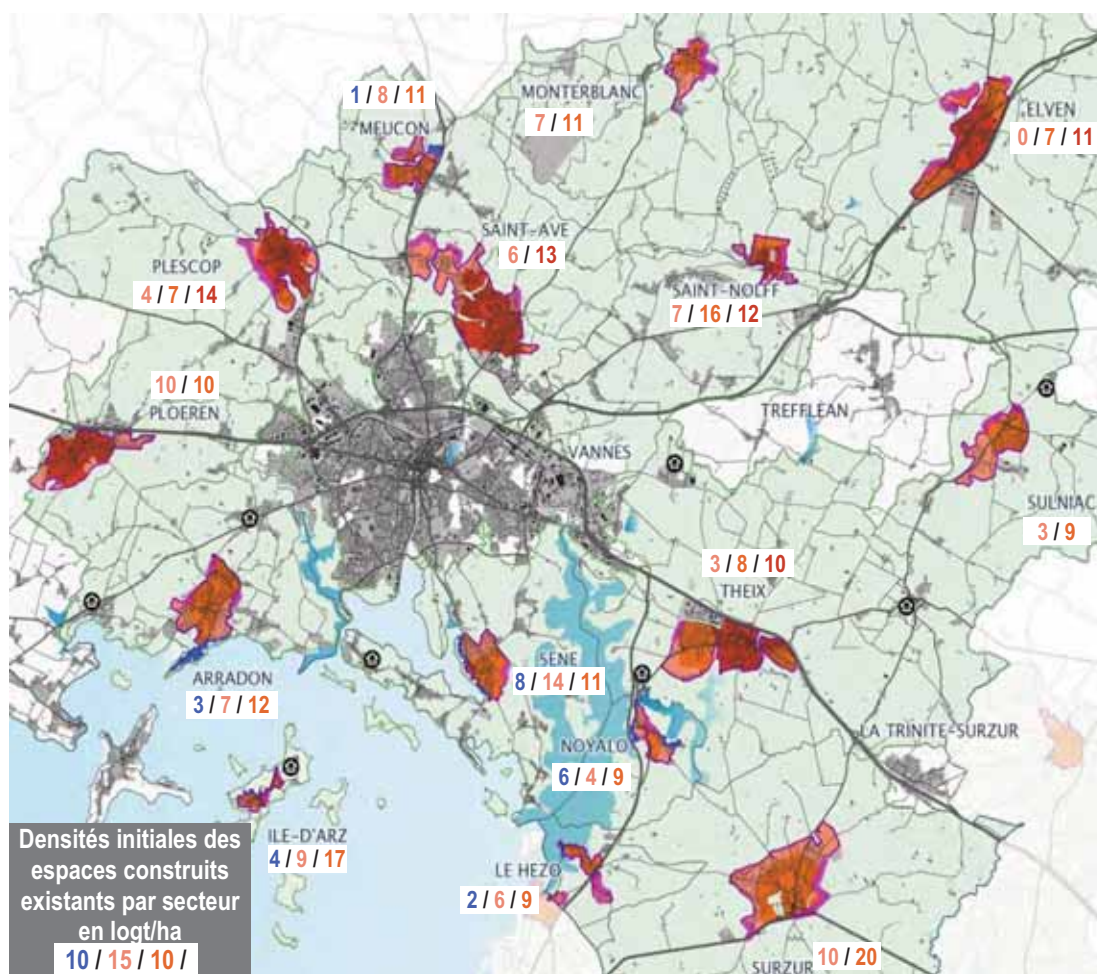 1 / 8 / 11
MEUCON
MONTERBLANC
7 / 11
ELVEN
0 / 7 / 11
SAINT-AVE
6 / 13
PLESCOP
4 / 7 / 14
SAINT-NOLFF
7 / 16 / 12
10 / 10
PLOEREN
TREFFLEAN
VANNES
SULNIAC
3 / 9
3 / 8 / 10
THEIX
SENE
8 / 14 / 11
ARRADON
3 / 7 / 12
LA TRINITE-SURZUR
NOYALO
6 / 4 / 9
ILE-D'ARZ
4 / 9 / 17
LE HEZO
2 / 6 / 9
Densités initiales des
espaces construits
existants par secteur
en logt/ha
10 / 15 / 10 /
SURZUR
10 / 20